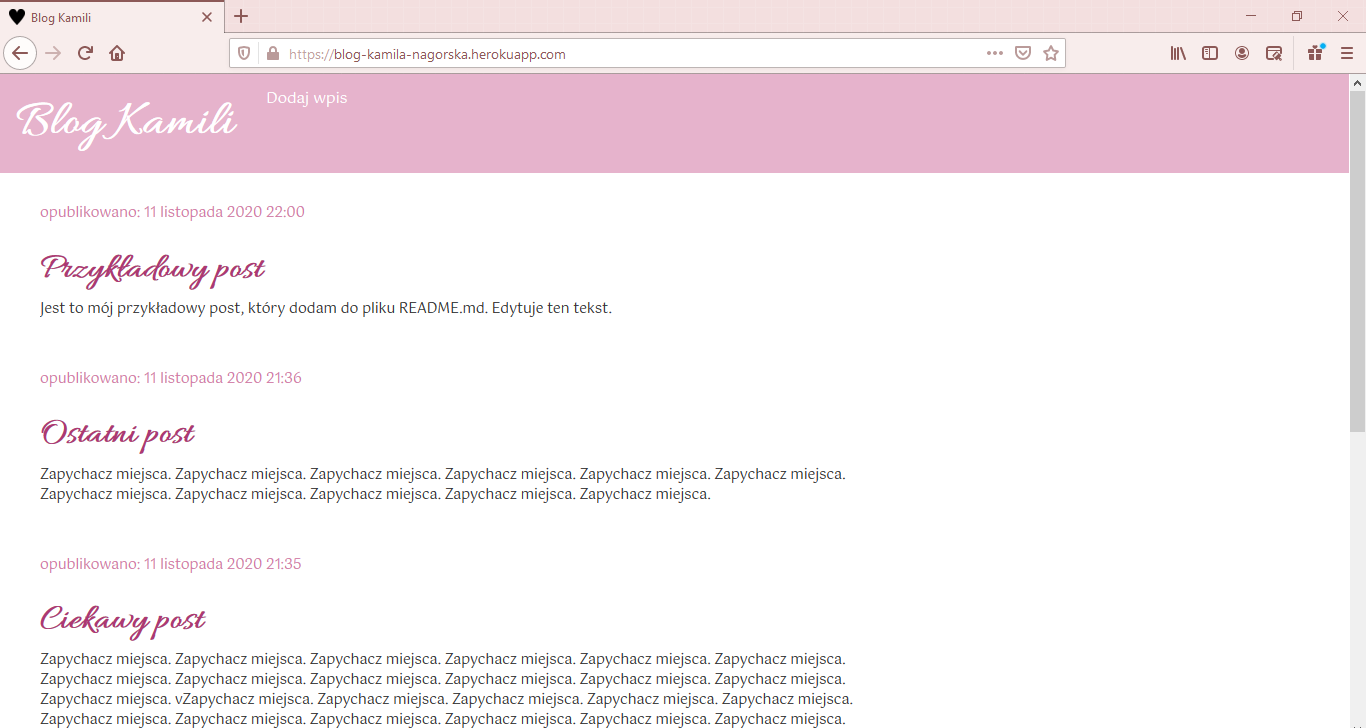 Blog Kamili
https://blog-kamila-nagorska.herokuapp.com
Blog Kamili
Dodaj wpis
opublikowano: 11 listopada 2020 22:00
Przykładowy post
Jest to mój przykładowy post, który dodam do pliku README.md. Edytuje ten tekst.
opublikowano: 11 listopada 2020 21:36
Ostatni post
Zapychacz miejsca. Zapychacz miejsca. Zapychacz miejsca. Zapychacz miejsca. Zapychacz miejsca. Zapychacz miejsca.
Zapychacz miejsca. Zapychacz miejsca. Zapychacz miejsca. Zapychacz miejsca. Zapychacz miejsca.
opublikowano: 11 listopada 2020 21:35
Ciekawy post
Zapychacz miejsca. Zapychacz miejsca. Zapychacz miejsca. Zapychacz miejsca. Zapychacz miejsca. Zapychacz miejsca.
Zapychacz miejsca. Zapychacz miejsca. Zapychacz miejsca. Zapychacz miejsca. Zapychacz miejsca. Zapychacz miejsca.
Zapychacz miejsca. vZapychacz miejsca. Zapychacz miejsca. Zapychacz miejsca. Zapychacz miejsca. Zapychacz miejsca.
Zapychacz miejsca. Zapychacz miejsca. Zapychacz miejsca. Zapychacz miejsca. Zapychacz miejsca. Zapychacz miejsca.